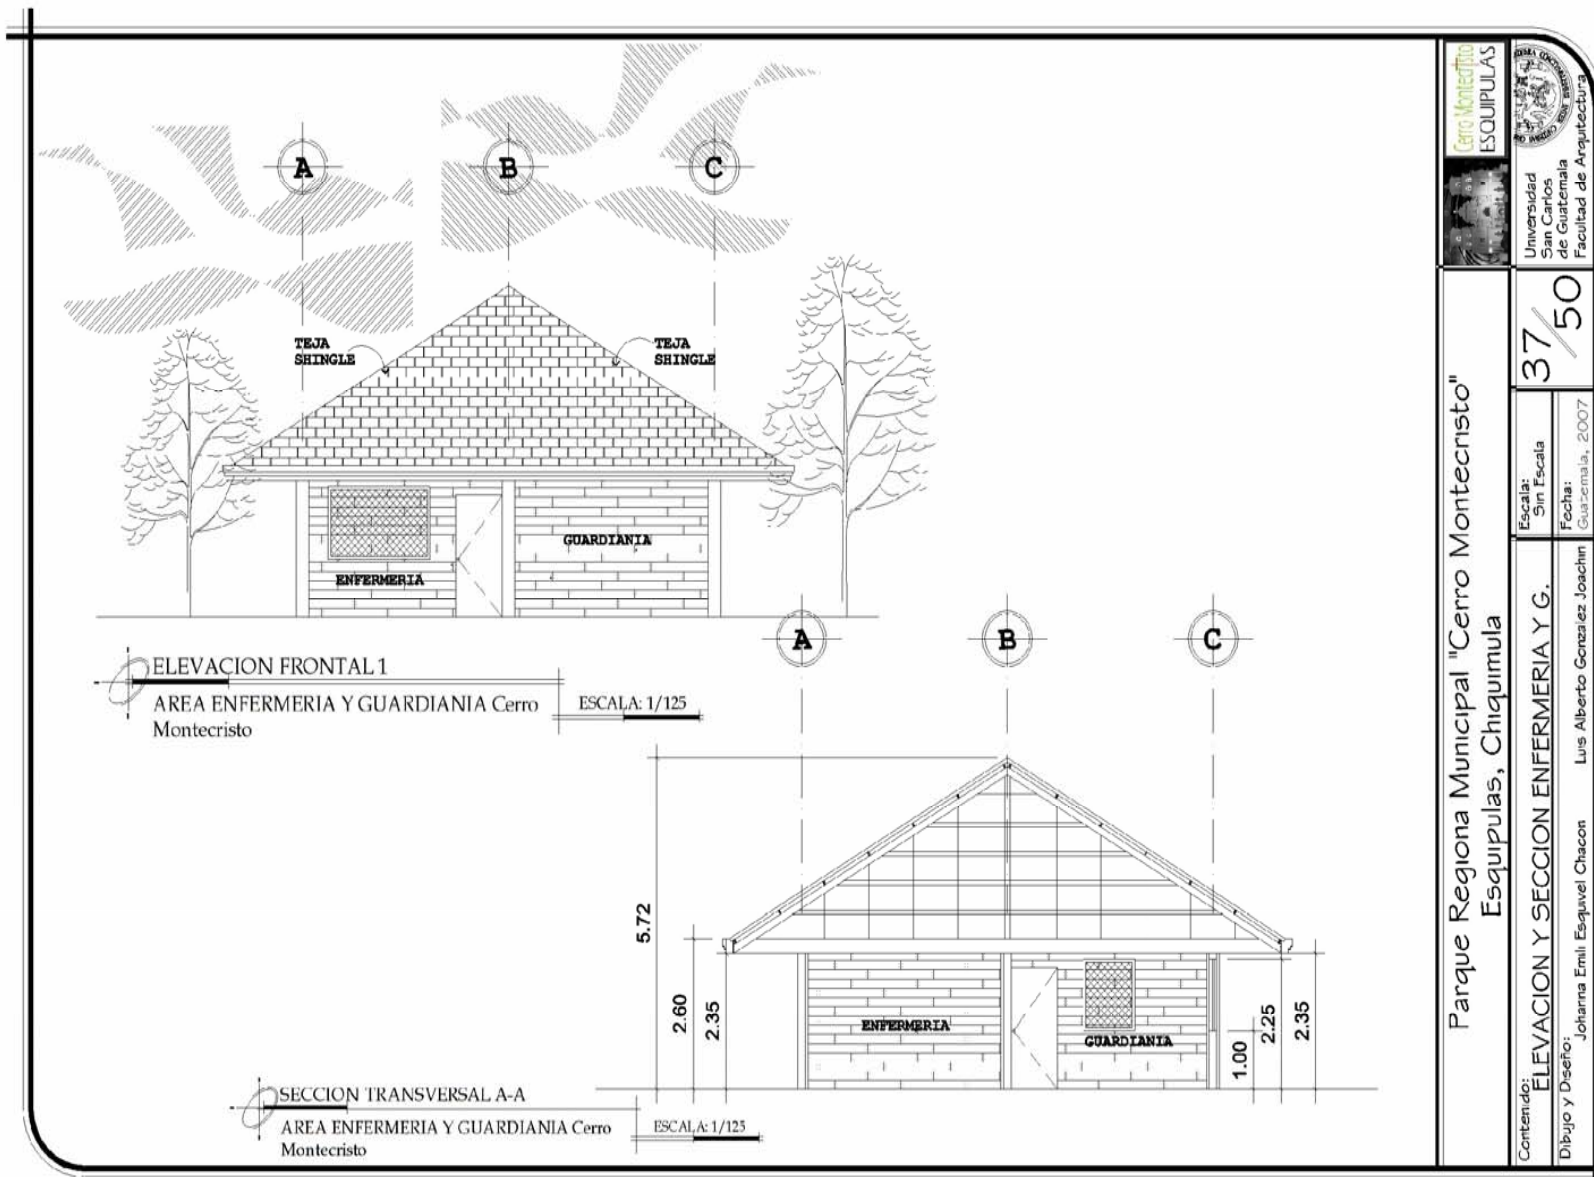 A
B
C
TEJA
SHINGLE
TEJA
SHINGLE
GUARDIANIA
ENFERMERIA
ELEVACION FRONTAL 1
AREA ENFERMERIA Y GUARDIANIA Cerro
Montecristo
ESCALA: 1/125
A
B
C
5.72
2.60
2.35
ENFERMERIA
GUARDIANIA
1.00
2.25
2.35
SECCION TRANSVERSAL A-A
AREA ENFERMERIA Y GUARDIANIA Cerro
Montecristo
ESCALA: 1/125
Cerro Montecristo
ESQUIPULAS
Universidad
San Carlos
de Guatemala
Facultad de Arquitectura
Parque Regiona Municipal "Cerro Montecristo"
Esquipulas, Chiquimula
37/50
Escala:
Sin Escala
Fecha:
Guatemala, 2007
Contenido:
ELEVACION Y SECCION ENFERMERIA Y G.
Dibujo y Diseño:
Johanna Emili Esquivel Chacon Luis Alberto Gonzalez Joachin